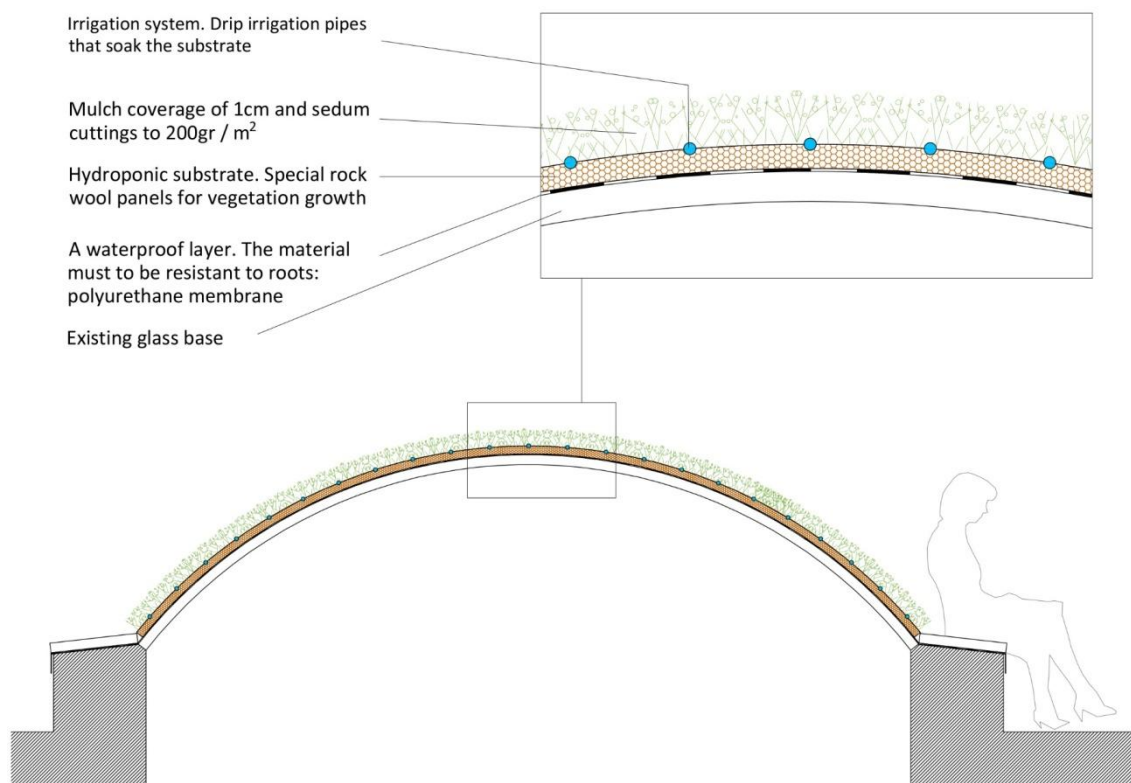 Irrigation system. Drip irrigation pipes
that soak the substrate
Mulch coverage of 1cm and sedum
cuttings to 200gr / m²
Hydroponic substrate. Special rock
wool panels for vegetation growth
A waterproof layer. The material
must to be resistant to roots:
polyurethane membrane
Existing glass base